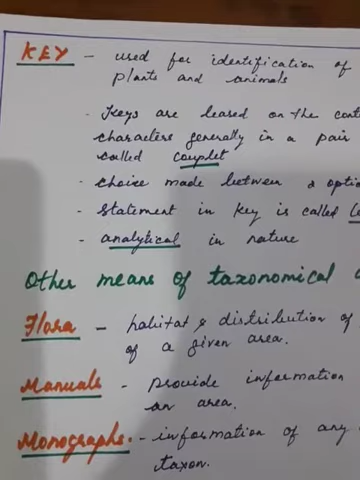 KEY - used for identification of
plants and animals
- Keys are based on the cont
characters generally in a pair
called couplet
- choice made between 2 optio
- statement in key is called Le
- analytical in nature
Other means of taxonomical a
Flora - habitat & distribution of
of a given area.
Manuals - provide information
an area.
Monographs. - information of any
taxon.